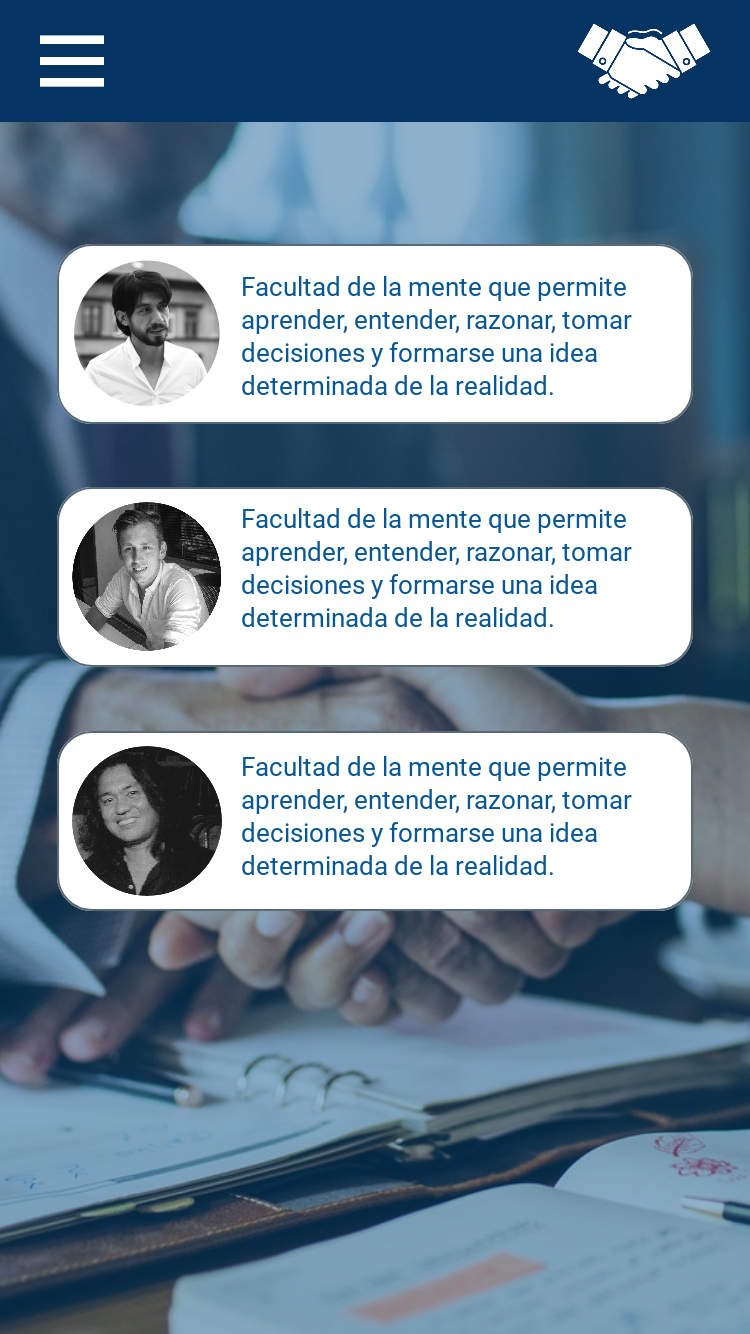 Facultad de la mente que permite
aprender, entender, razonar, tomar
decisiones y formarse una idea
determinada de la realidad.
Facultad de la mente que permite
aprender, entender, razonar, tomar
decisiones y formarse una idea
determinada de la realidad.
Facultad de la mente que permite
aprender, entender, razonar, tomar
decisiones y formarse una idea
determinada de la realidad.